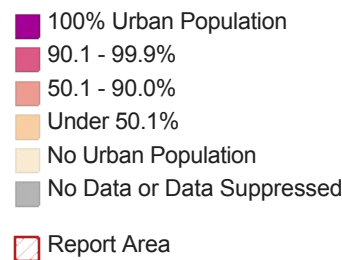 100% Urban Population
90.1 - 99.9%
50.1 - 90.0%
Under 50.1%
No Urban Population
No Data or Data Suppressed
Report Area